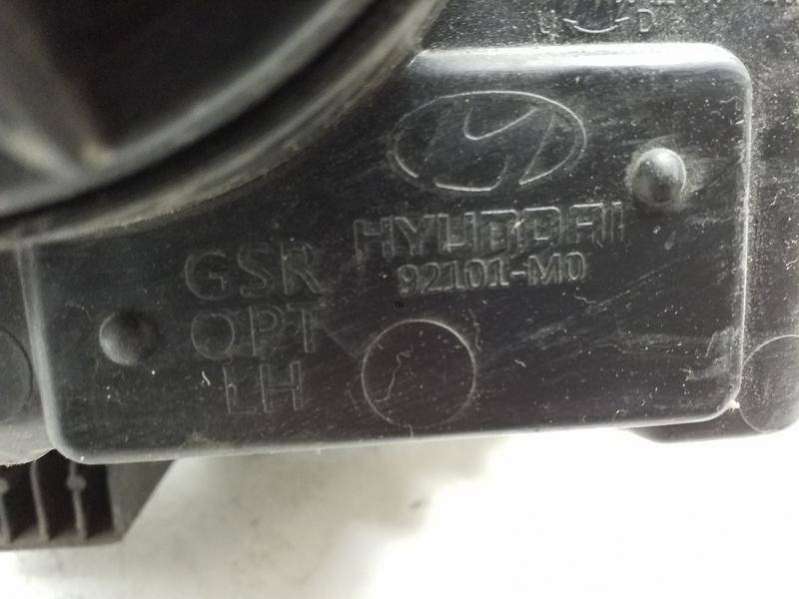 U D
HYUNDAI
92101-M0
GSR
OPT
LH